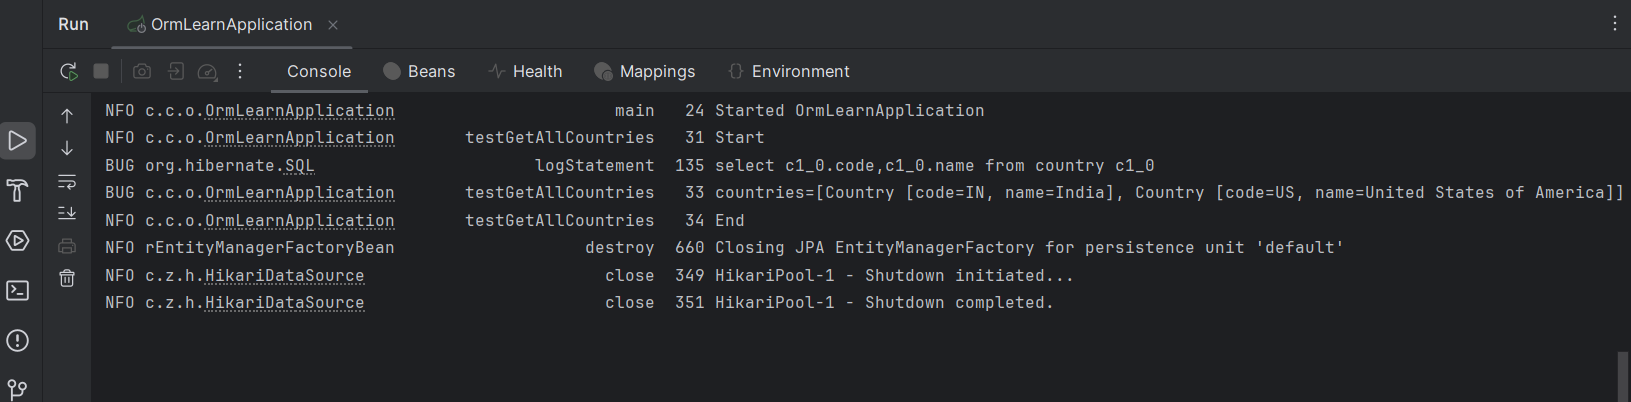 Run OrmLearnApplication
Console Beans Health Mappings Environment
NFO c.c.o.OrmLearnApplication main 24 Started OrmLearnApplication
NFO c.c.o.OrmLearnApplication testGetAllCountries 31 Start
BUG org.hibernate.SQL logStatement 135 select c1_0.code,c1_0.name from country c1_0
BUG c.c.o.OrmLearnApplication testGetAllCountries 33 countries=[Country [code=IN, name=India], Country [code=US, name=United States of America]]
NFO c.c.o.OrmLearnApplication testGetAllCountries 34 End
NFO rEntityManagerFactoryBean destroy 660 Closing JPA EntityManagerFactory for persistence unit 'default'
NFO c.z.h.HikariDataSource close 349 HikariPool-1 - Shutdown initiated...
NFO c.z.h.HikariDataSource close 351 HikariPool-1 - Shutdown completed.